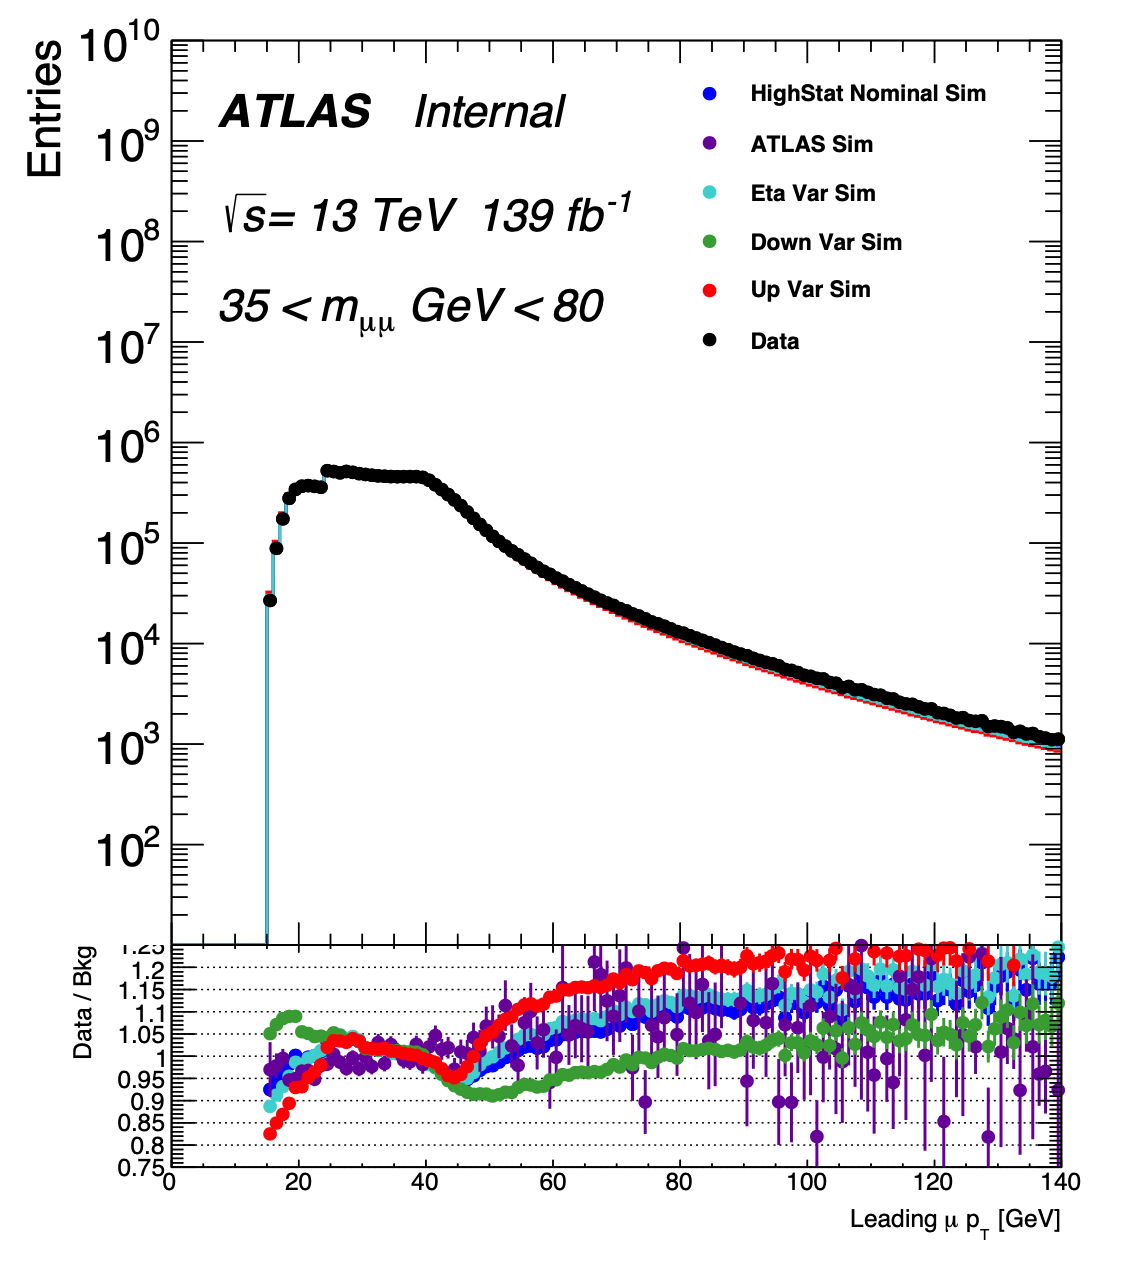 10^10
Entries
ATLAS Internal
HighStat Nominal Sim
ATLAS Sim
10^9
Eta Var Sim
√s= 13 TeV 139 fb^-1
10^8
Down Var Sim
Up Var Sim
35 < m_μμ GeV < 80
10^7
Data
10^6
10^5
10^4
10^3
10^2
Data / Bkg
1.25
1.2
1.15
1.1
1.05
1
0.95
0.9
0.85
0.8
0.75
0 20 40 60 80 100 120 140
Leading μ p_T [GeV]